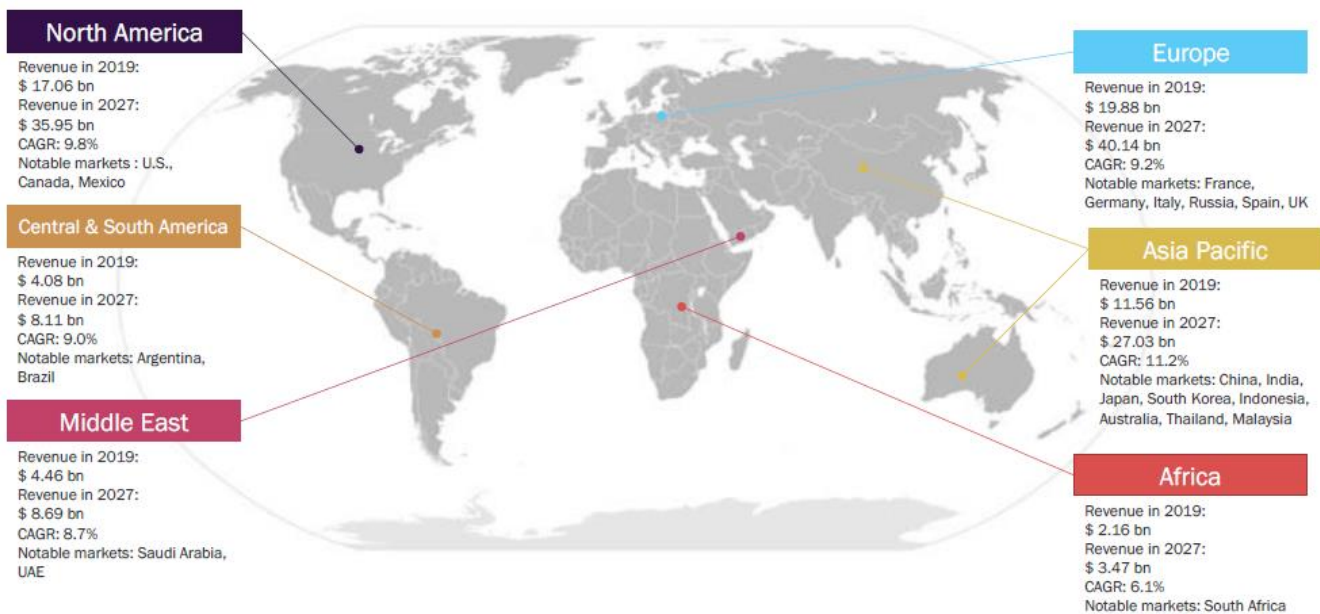 North America
Revenue in 2019:
$ 17.06 bn
Revenue in 2027:
$ 35.95 bn
CAGR: 9.8%
Notable markets : U.S.,
Canada, Mexico
Central & South America
Revenue in 2019:
$ 4.08 bn
Revenue in 2027:
$ 8.11 bn
CAGR: 9.0%
Notable markets: Argentina,
Brazil
Middle East
Revenue in 2019:
$ 4.46 bn
Revenue in 2027:
$ 8.69 bn
CAGR: 8.7%
Notable markets: Saudi Arabia,
UAE
Europe
Revenue in 2019:
$ 19.88 bn
Revenue in 2027:
$ 40.14 bn
CAGR: 9.2%
Notable markets: France,
Germany, Italy, Russia, Spain, UK
Asia Pacific
Revenue in 2019:
$ 11.56 bn
Revenue in 2027:
$ 27.03 bn
CAGR: 11.2%
Notable markets: China, India,
Japan, South Korea, Indonesia,
Australia, Thailand, Malaysia
Africa
Revenue in 2019:
$ 2.16 bn
Revenue in 2027:
$ 3.47 bn
CAGR: 6.1%
Notable markets: South Africa